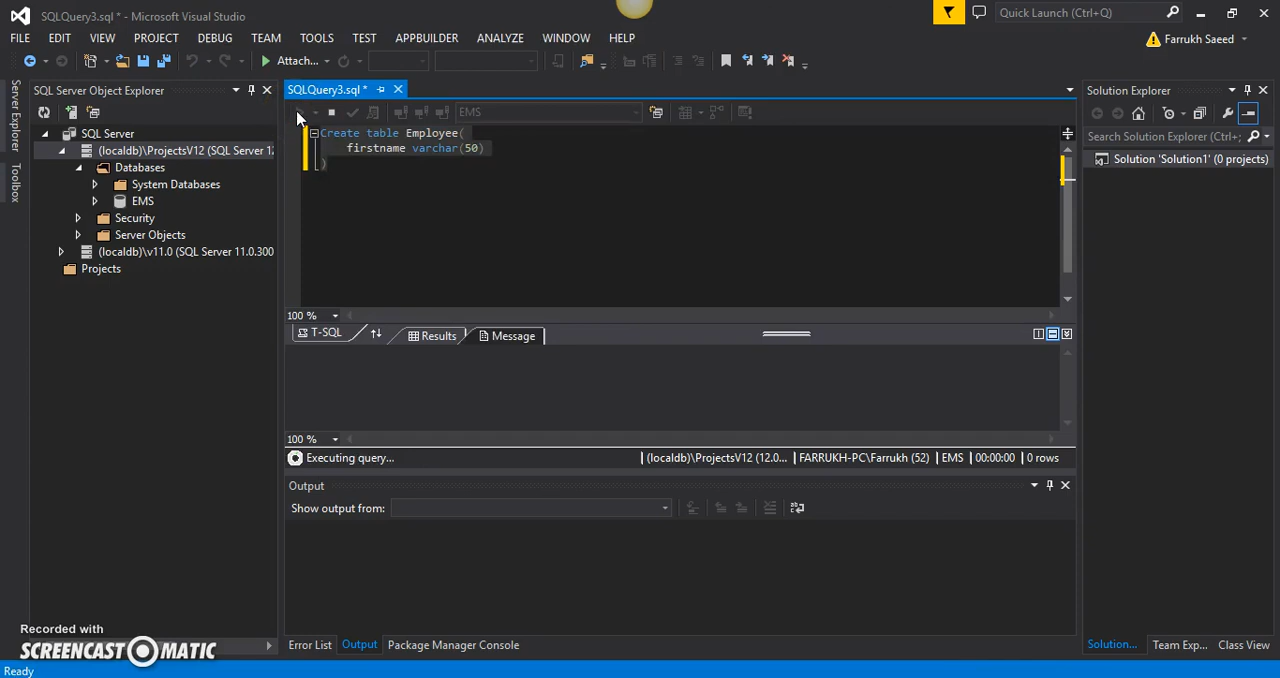 SQLQuery3.sql * - Microsoft Visual Studio
Quick Launch (Ctrl+Q)
FILE EDIT VIEW PROJECT DEBUG TEAM TOOLS TEST APPBUILDER ANALYZE WINDOW HELP
Farrukh Saeed
Attach...
Server Explorer
Toolbox
SQL Server Object Explorer
SQL Server
(localdb)\ProjectsV12 (SQL Server 12
Databases
System Databases
EMS
Security
Server Objects
(localdb)\v11.0 (SQL Server 11.0.300
Projects
SQLQuery3.sql *
EMS
Create table Employee(
firstname varchar(50)
)
100 %
T-SQL
Results
Message
100 %
Executing query...
(localdb)\ProjectsV12 (12.0...
FARRUKH-PC\Farrukh (52)
EMS
00:00:00
0 rows
Output
Show output from:
Error List
Output
Package Manager Console
Solution Explorer
Search Solution Explorer (Ctrl+;
Solution 'Solution1' (0 projects)
Solution...
Team Exp...
Class View
Recorded with
SCREENCAST MATIC
Ready